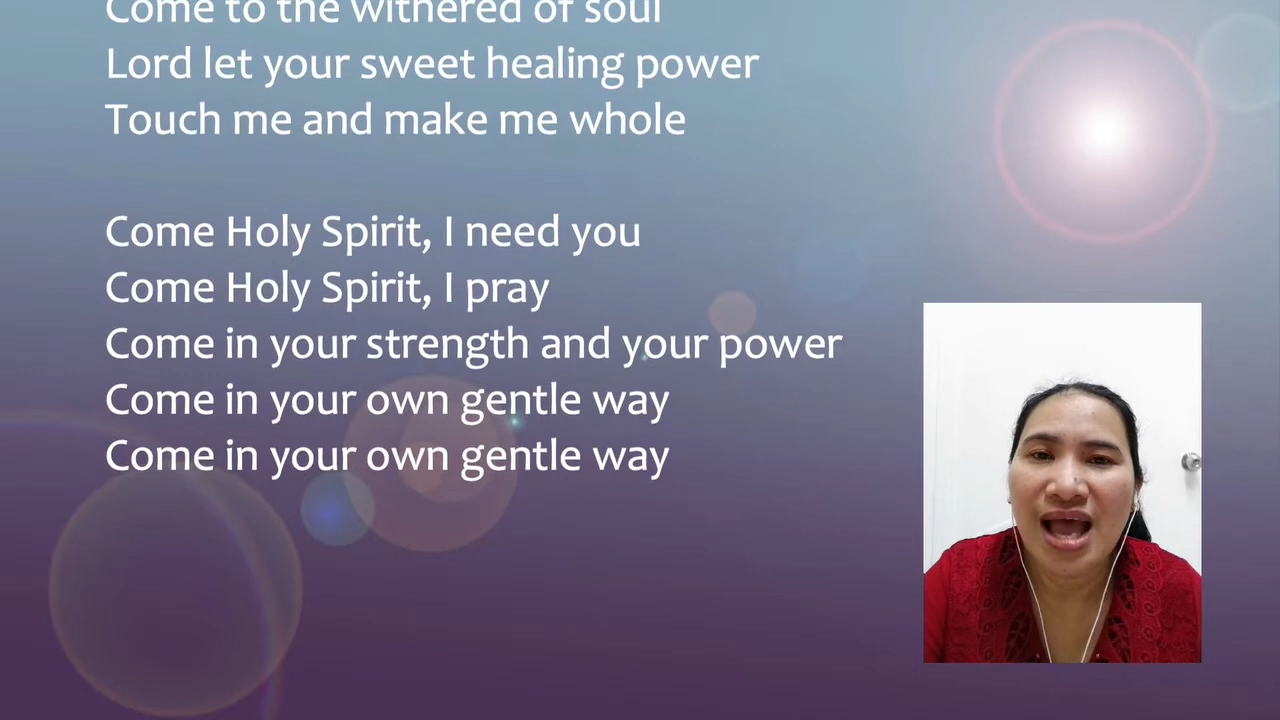 Come to the withered of soul
Lord let your sweet healing power
Touch me and make me whole
Come Holy Spirit, I need you
Come Holy Spirit, I pray
Come in your strength and your power
Come in your own gentle way
Come in your own gentle way